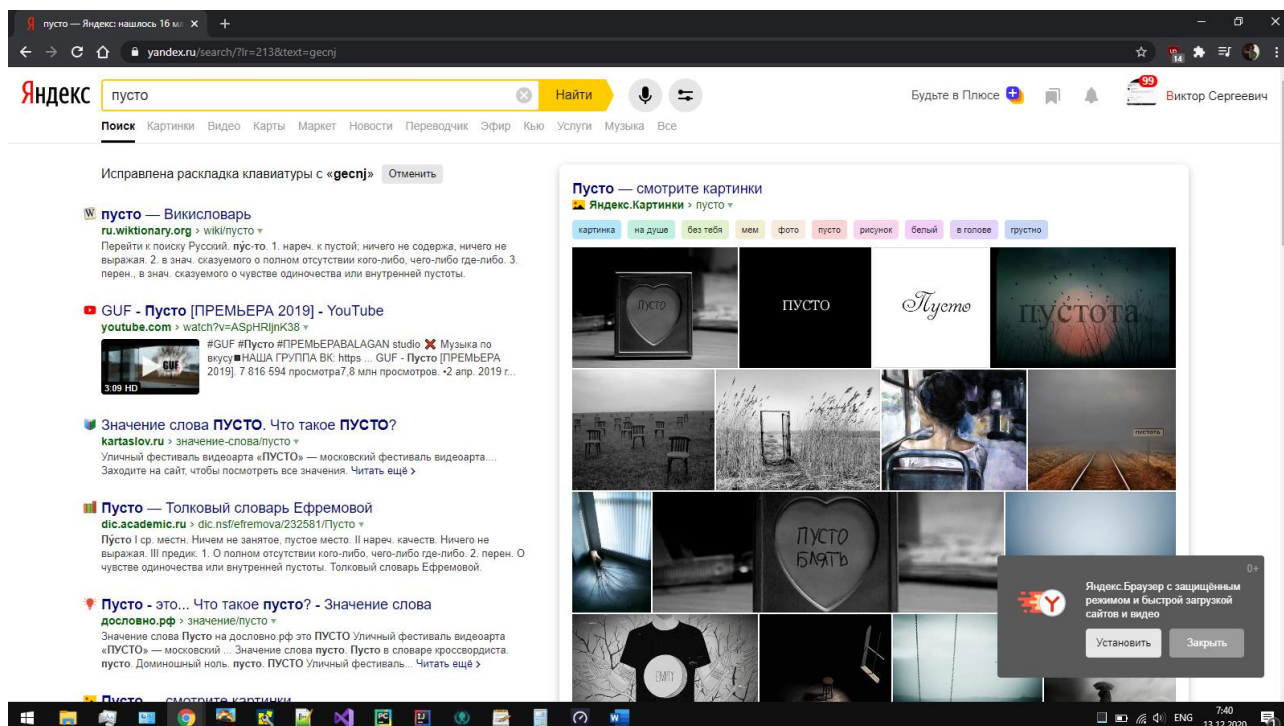 пусто — Яндекс: нашлось 16 мл
yandex.ru/search/?lr=213&text=gecnj
14
Яндекс
пусто
Найти
Будьте в Плюсе
99
Виктор Сергеевич
Поиск Картинки Видео Карты Маркет Новости Переводчик Эфир Кью Услуги Музыка Все
Исправлена раскладка клавиатуры с «gecnj» Отменить
W пусто — Викисловарь
ru.wiktionary.org › wiki/пусто
Перейти к поиску Русский. пу́с-то. 1. нареч. к пустой; ничего не содержа, ничего не
выражая. 2. в знач. сказуемого о полном отсутствии кого-либо, чего-либо где-либо. 3.
перен., в знач. сказуемого о чувстве одиночества или внутренней пустоты.
GUF - Пусто [ПРЕМЬЕРА 2019] - YouTube
youtube.com › watch?v=ASpHRljnK38
#GUF #Пусто #ПРЕМЬЕРАBALAGAN studio ❌ Музыка по
вкусу■НАША ГРУППА ВК: https ... GUF - Пусто [ПРЕМЬЕРА
2019]. 7 816 594 просмотра7,8 млн просмотров. •2 апр. 2019 г...
GUF
3:09 HD
Значение слова ПУСТО. Что такое ПУСТО?
kartaslov.ru › значение-слова/пусто
Уличный фестиваль видеоарта «ПУСТО» — московский фестиваль видеоарта....
Заходите на сайт, чтобы посмотреть все значения. Читать ещё ›
Пусто — Толковый словарь Ефремовой
dic.academic.ru › dic.nsf/efremova/232581/Пусто
Пу́сто I ср. местн. Ничем не занятое, пустое место. II нареч. качеств. Ничего не
выражая. III предик. 1. О полном отсутствии кого-либо, чего-либо где-либо. 2. перен. О
чувстве одиночества или внутренней пустоты. Толковый словарь Ефремовой.
Пусто - это... Что такое пусто? - Значение слова
дословно.рф › значение/пусто
Значение слова Пусто на дословно.рф это ПУСТО Уличный фестиваль видеоарта
«ПУСТО» — московский ... Значение слова пусто. Пусто в словаре кроссвордиста.
пусто. Доминошный ноль. пусто. ПУСТО Уличный фестиваль... Читать ещё ›
Пусто — смотрите картинки
Пусто — смотрите картинки
Яндекс.Картинки › пусто
картинка на душе без тебя мем фото пусто рисунок белый в голове грустно
ПУСТО
ПУСТО
Пусто
пустота
ПУСТОТА
ПУСТО
БЛЯТЬ
EMPTY
0+
Яндекс.Браузер с защищённым
режимом и быстрой загрузкой
сайтов и видео
Установить Закрыть
ENG
7:40